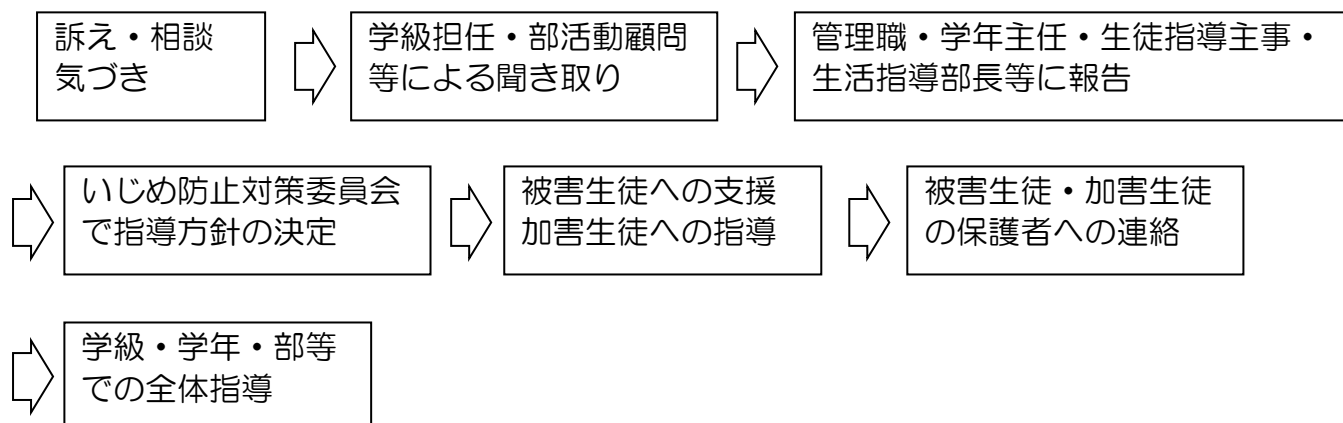 訴え・相談
気づき
学級担任・部活動顧問
等による聞き取り
管理職・学年主任・生徒指導主事・
生活指導部長等に報告
いじめ防止対策委員会
で指導方針の決定
被害生徒への支援
加害生徒への指導
被害生徒・加害生徒
の保護者への連絡
学級・学年・部等
での全体指導